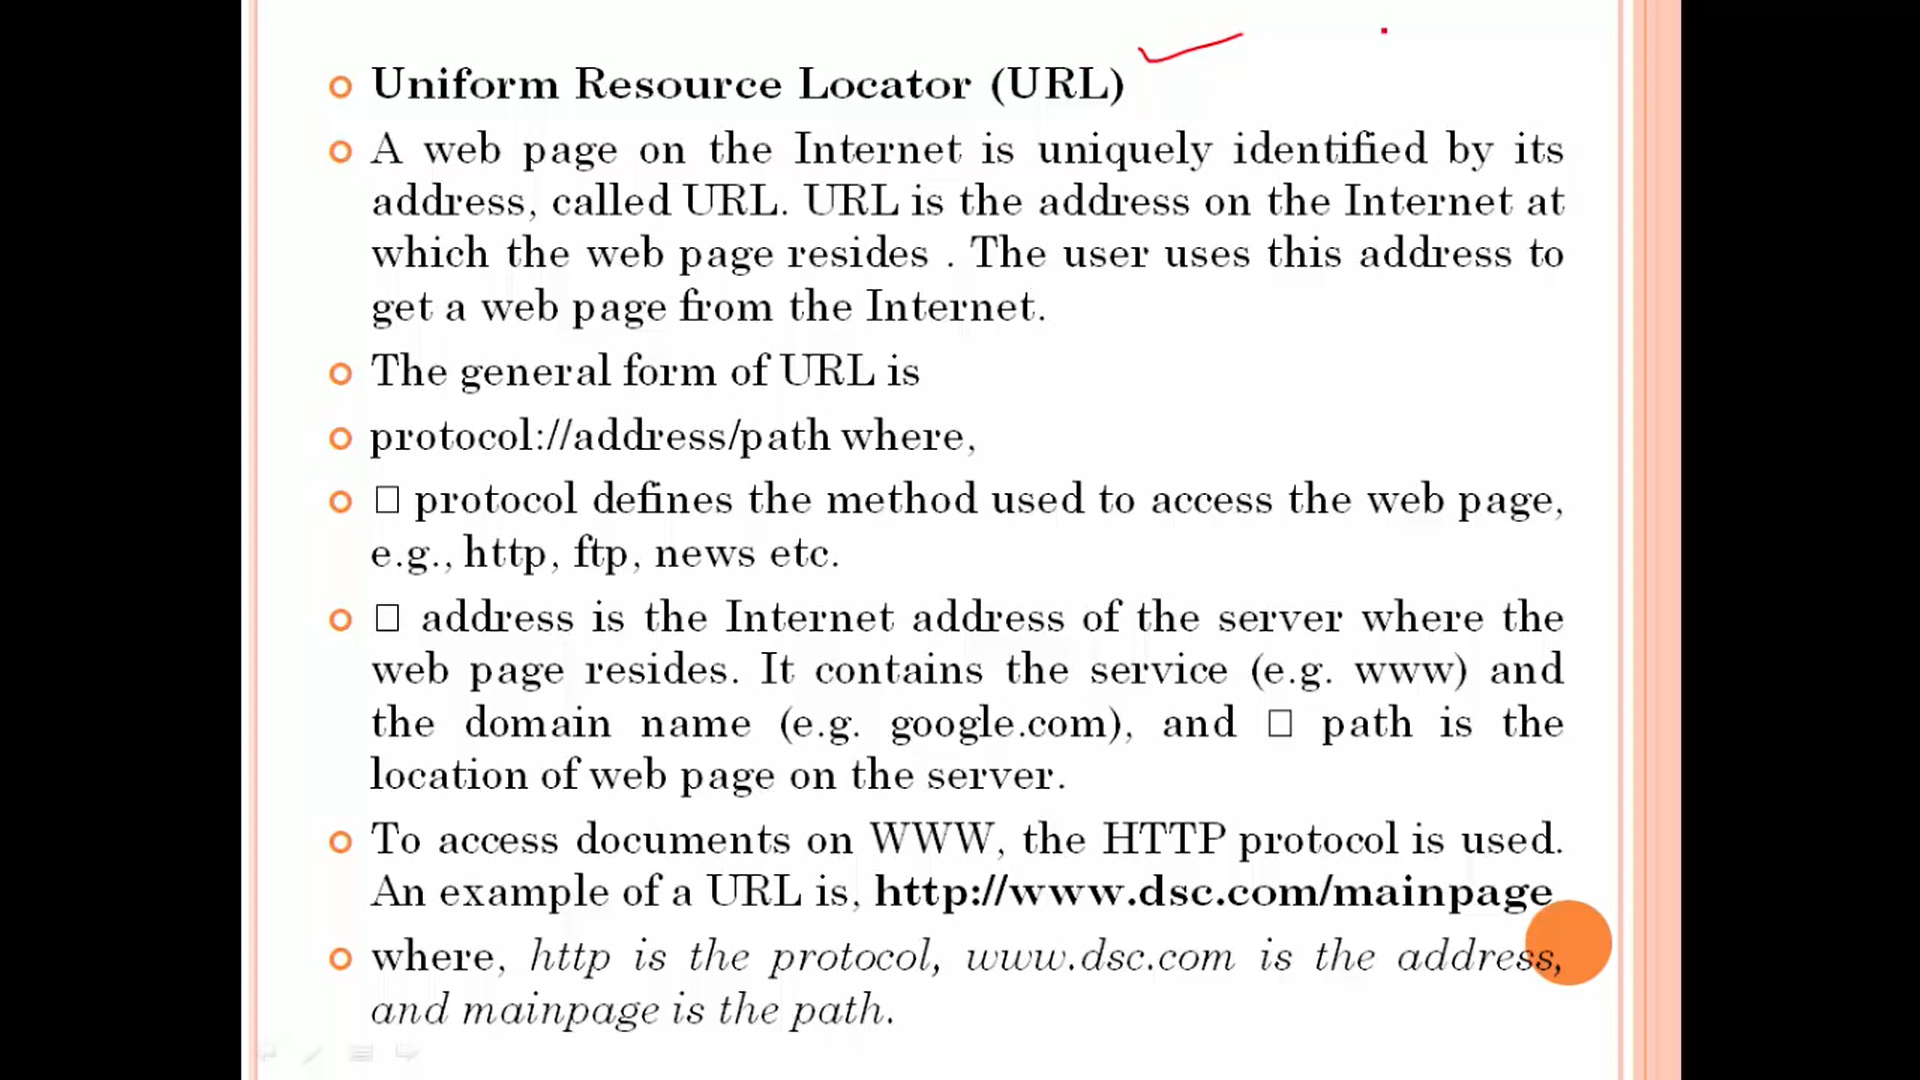 Uniform Resource Locator (URL)
A web page on the Internet is uniquely identified by its
address, called URL. URL is the address on the Internet at
which the web page resides . The user uses this address to
get a web page from the Internet.
The general form of URL is
protocol://address/path where,
□ protocol defines the method used to access the web page,
e.g., http, ftp, news etc.
□ address is the Internet address of the server where the
web page resides. It contains the service (e.g. www) and
the domain name (e.g. google.com), and □ path is the
location of web page on the server.
To access documents on WWW, the HTTP protocol is used.
An example of a URL is, http://www.dsc.com/mainpage
where, http is the protocol, www.dsc.com is the address,
and mainpage is the path.